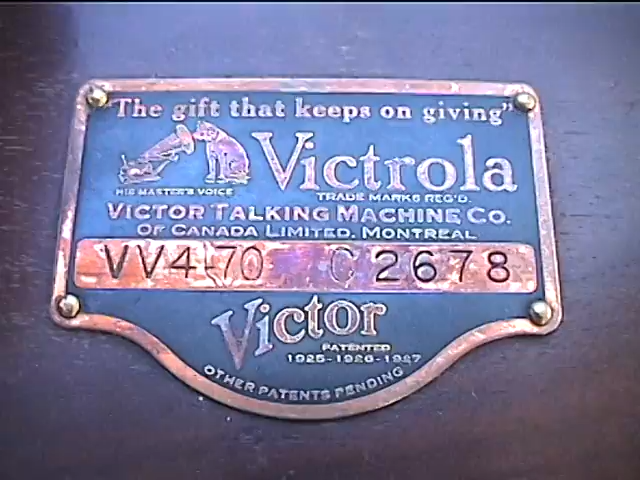 "The gift that keeps on giving"
Victrola
HIS MASTER'S VOICE
TRADE MARKS REG'D.
VICTOR TALKING MACHINE CO.
OF CANADA LIMITED, MONTREAL
VV4-70 C 2678
Victor
PATENTED
1925-1926-1927
OTHER PATENTS PENDING